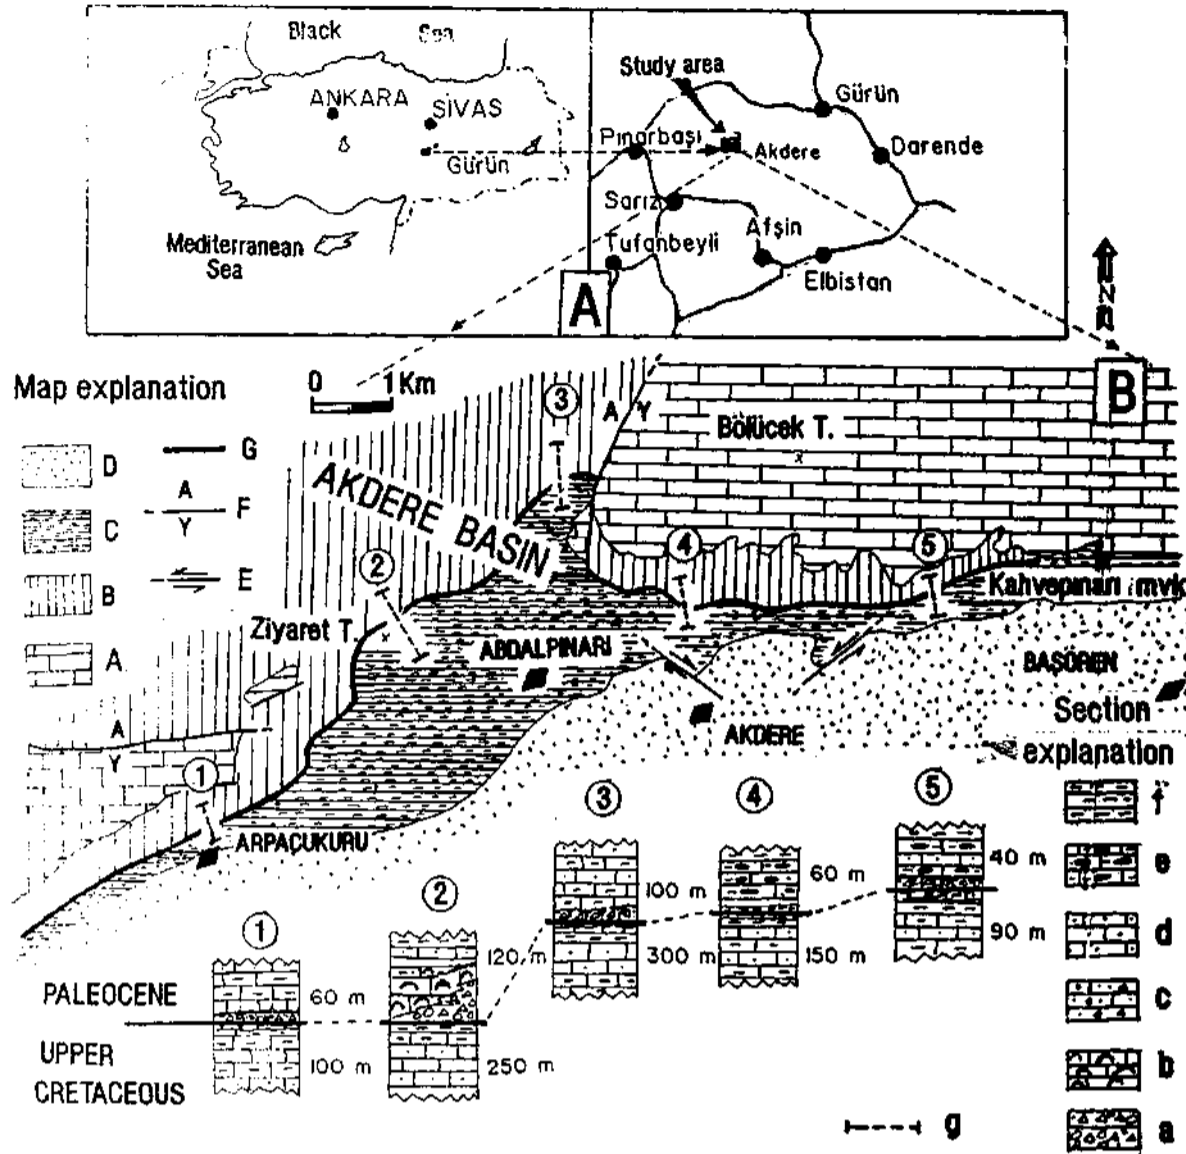 Black Sea
ANKARA
SİVAS
Gürün
Mediterranean
Sea
Study area
Gürün
Pınarbaşı
Akdere
Darende
Sarız
Afşin
Tufanbeyli
Elbistan
A
N
B
Map explanation
0 1 Km
D
G
C
A
Y
F
B
E
A
3
A Y
Bölücek T.
AKDERE BASIN
2
4
5
Kahvepınarı mvk
Ziyaret T.
ABDALPINARI
BAŞÖREN
AKDERE
A
Y
1
ARPAÇUKURU
Section
explanation
f
e
d
c
b
a
g
3
4
5
100 m
300 m
60 m
150 m
40 m
90 m
1
2
120 m
250 m
60 m
100 m
PALEOCENE
UPPER
CRETACEOUS